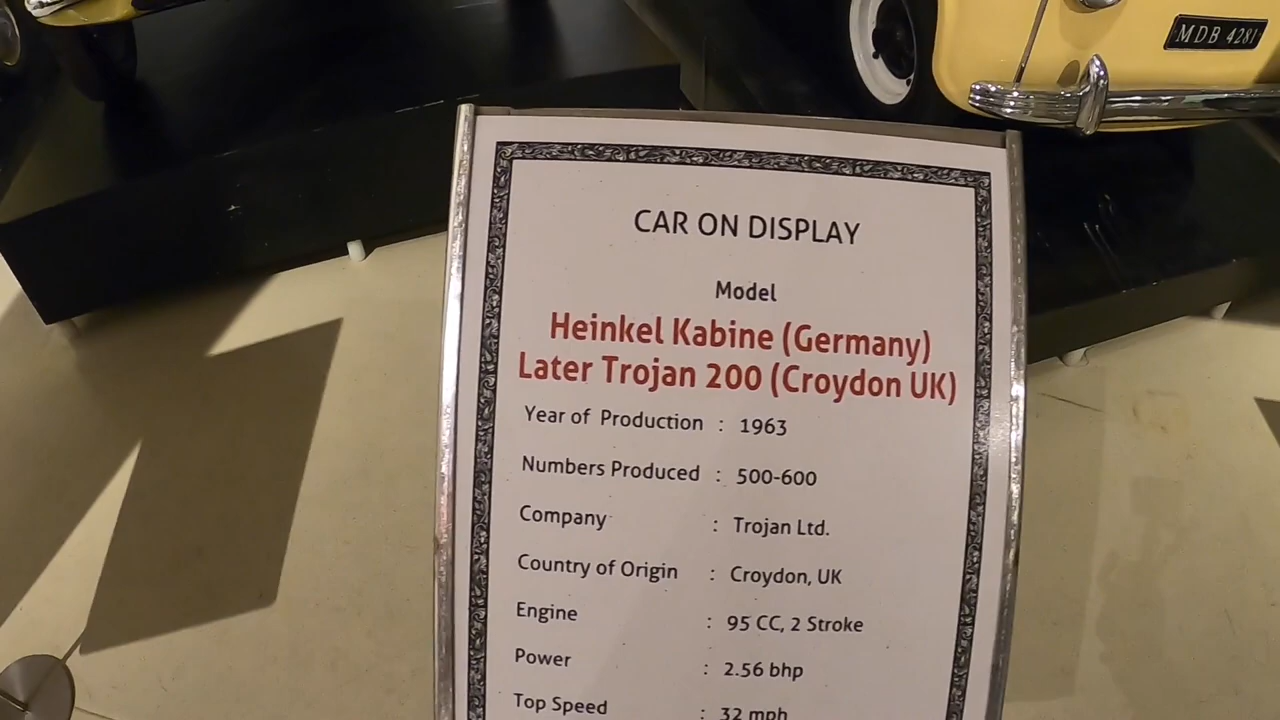 MDB 4281
CAR ON DISPLAY
Model
Heinkel Kabine (Germany)
Later Trojan 200 (Croydon UK)
Year of Production : 1963
Numbers Produced : 500-600
Company : Trojan Ltd.
Country of Origin : Croydon, UK
Engine : 95 CC, 2 Stroke
Power : 2.56 bhp
Top Speed : 32 mph